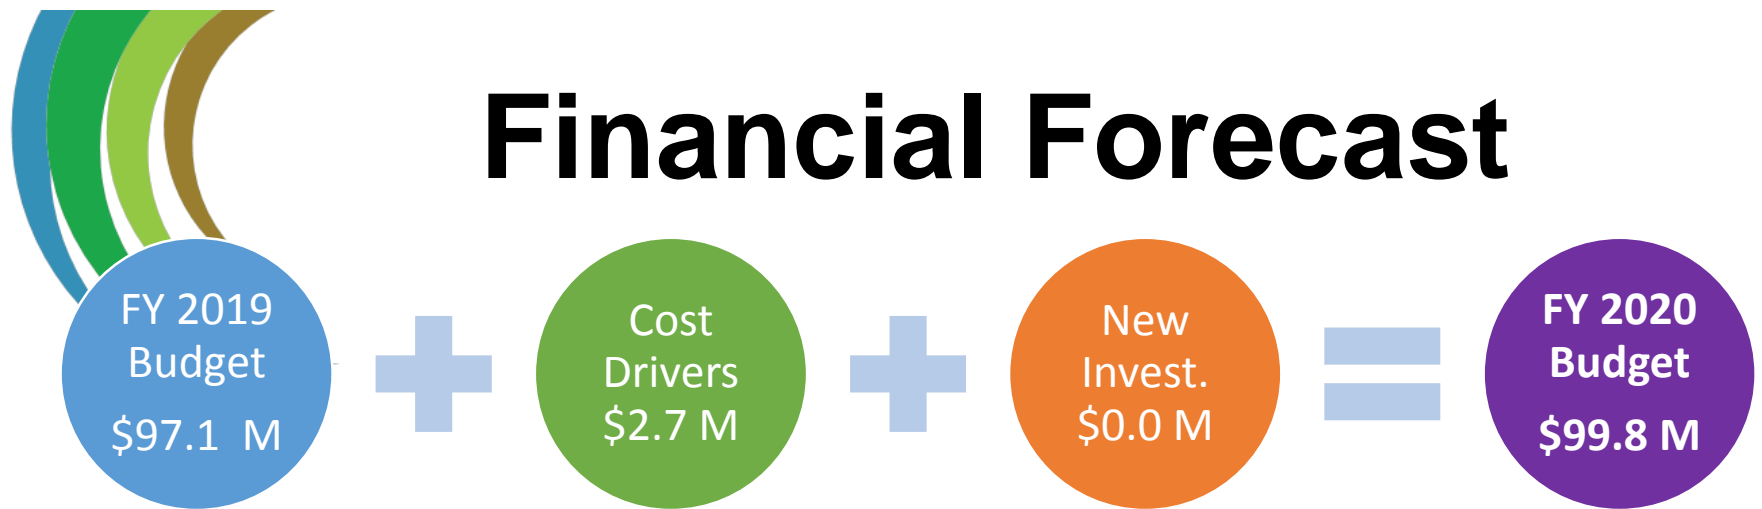 Financial Forecast
FY 2019
Budget
$97.1 M
Cost
Drivers
$2.7 M
New
Invest.
$0.0 M
FY 2020
Budget
$99.8 M